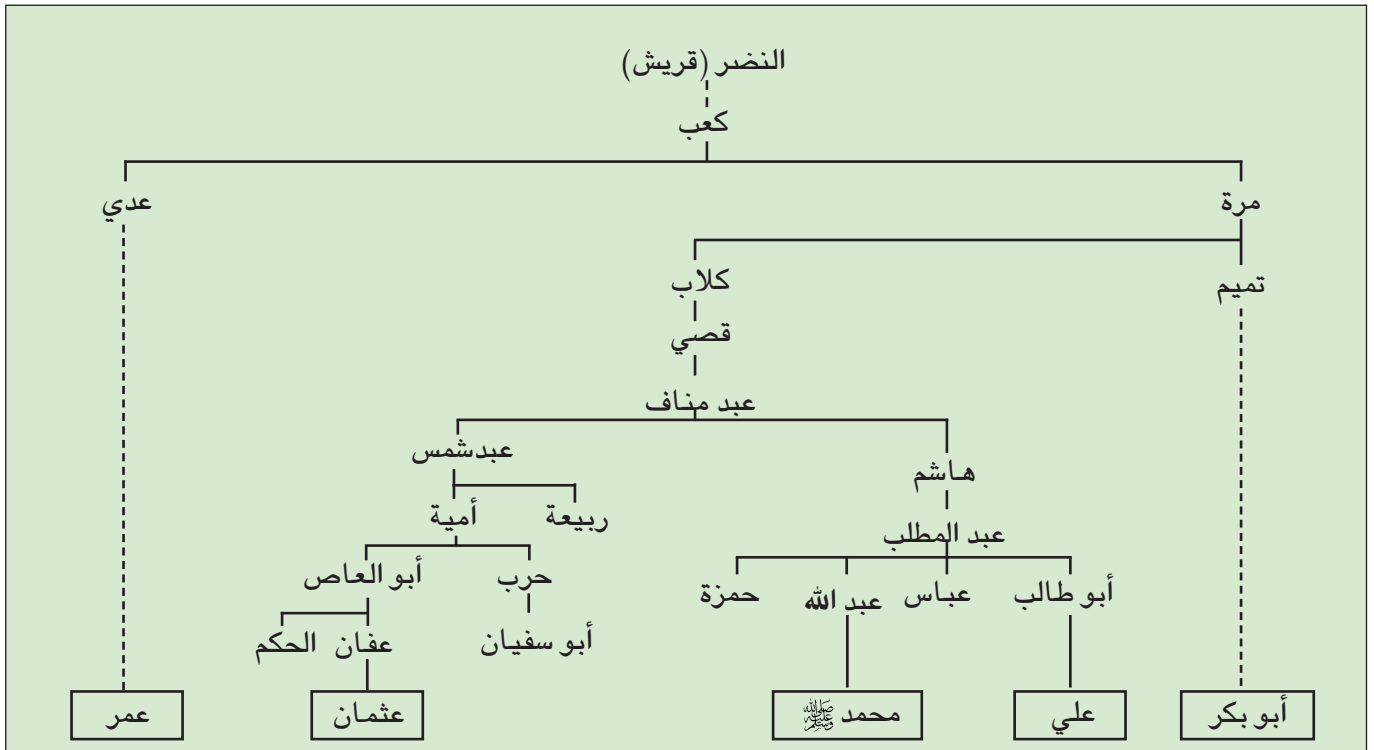 النضر (قريش)
كعب
مرة عدي
تميم كلاب
قصي
عبد مناف
هاشم عبدشمس
ربيعة أمية
عبد المطلب
أبو طالب عباس عبد الله حمزة حرب أبو العاص
أبو سفيان عفان الحكم
أبو بكر علي محمد ﷺ عثمان عمر